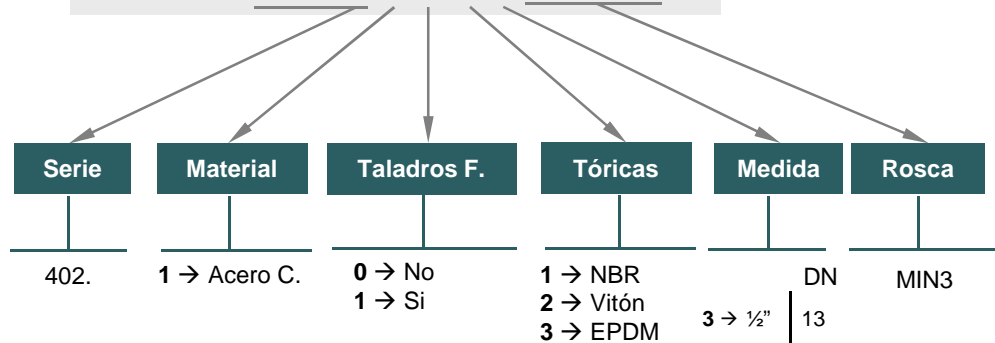 Serie
Material
Taladros F.
Tóricas
Medida
Rosca
402.
1 → Acero C.
0 → No
1 → Si
1 → NBR
2 → Vitón
3 → EPDM
DN
3 → ½” 13
MIN3